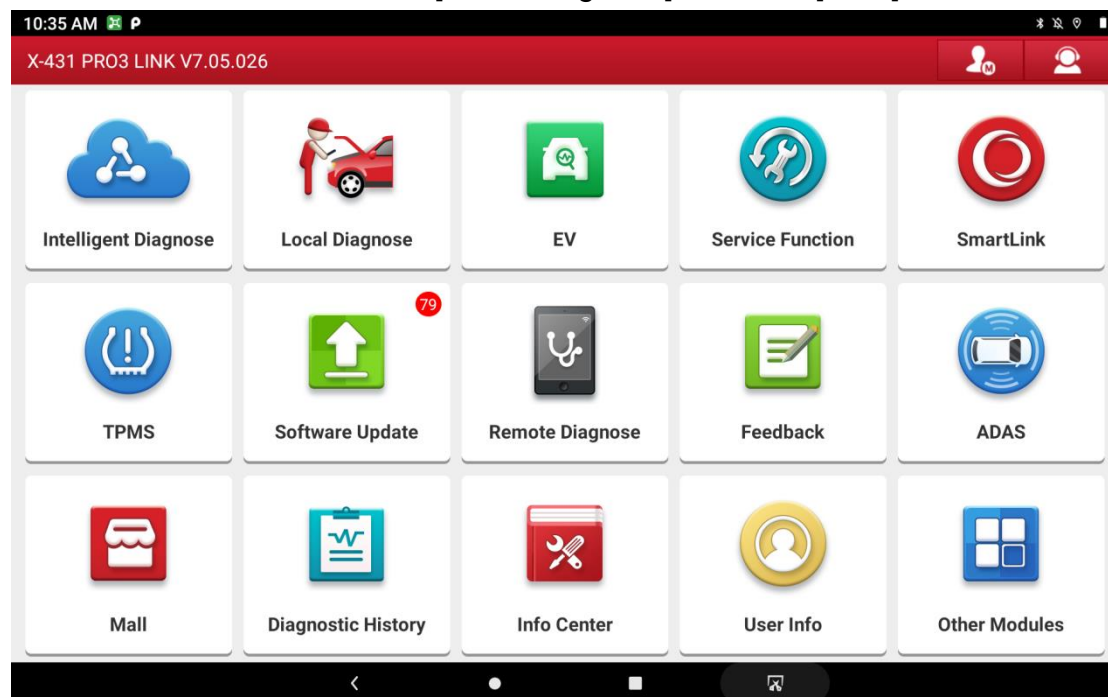 10:35 AM
X-431 PRO3 LINK V7.05.026
M
Intelligent Diagnose Local Diagnose EV Service Function SmartLink
79
TPMS Software Update Remote Diagnose Feedback ADAS
Mall Diagnostic History Info Center User Info Other Modules